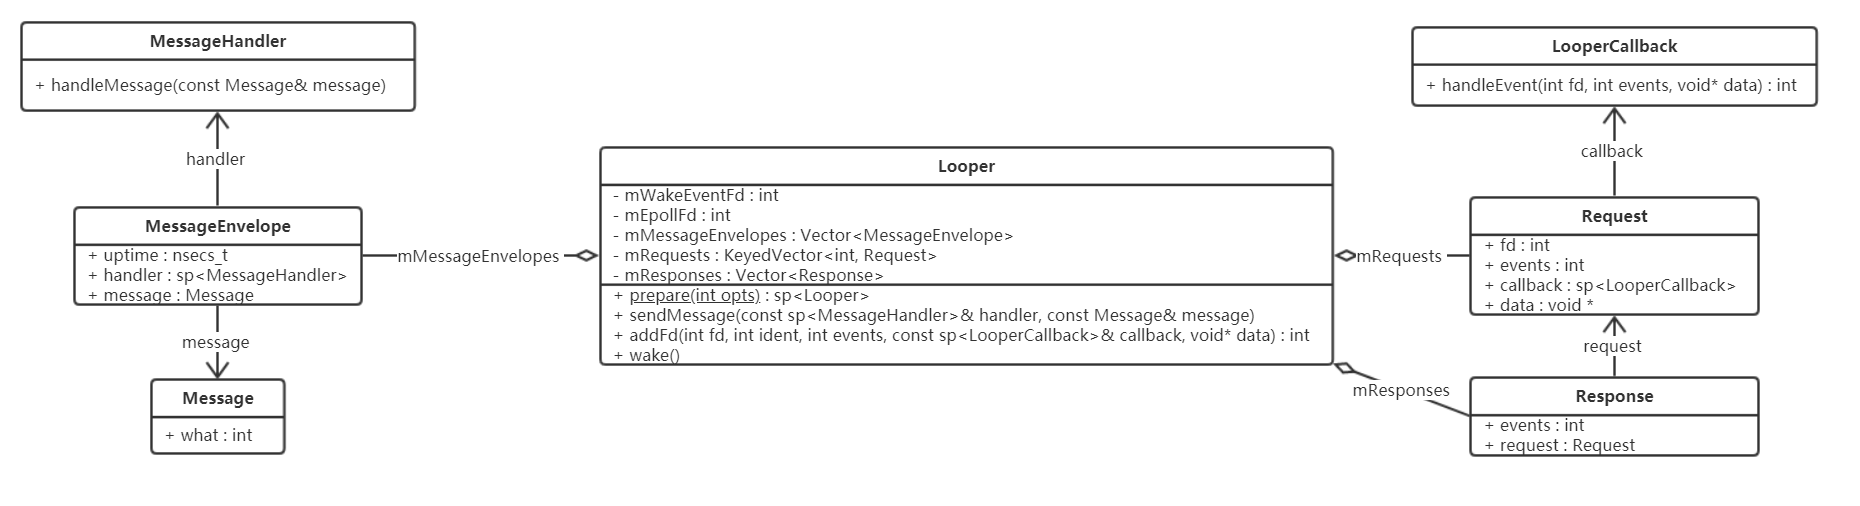 MessageHandler
+ handleMessage(const Message& message)
handler
MessageEnvelope
+ uptime : nsecs_t
+ handler : sp<MessageHandler>
+ message : Message
message
Message
+ what : int
mMessageEnvelopes
Looper
- mWakeEventFd : int
- mEpollFd : int
- mMessageEnvelopes : Vector<MessageEnvelope>
- mRequests : KeyedVector<int, Request>
- mResponses : Vector<Response>
+ prepare(int opts) : sp<Looper>
+ sendMessage(const sp<MessageHandler>& handler, const Message& message)
+ addFd(int fd, int ident, int events, const sp<LooperCallback>& callback, void* data) : int
+ wake()
mRequests
mResponses
LooperCallback
+ handleEvent(int fd, int events, void* data) : int
callback
Request
+ fd : int
+ events : int
+ callback : sp<LooperCallback>
+ data : void *
request
Response
+ events : int
+ request : Request